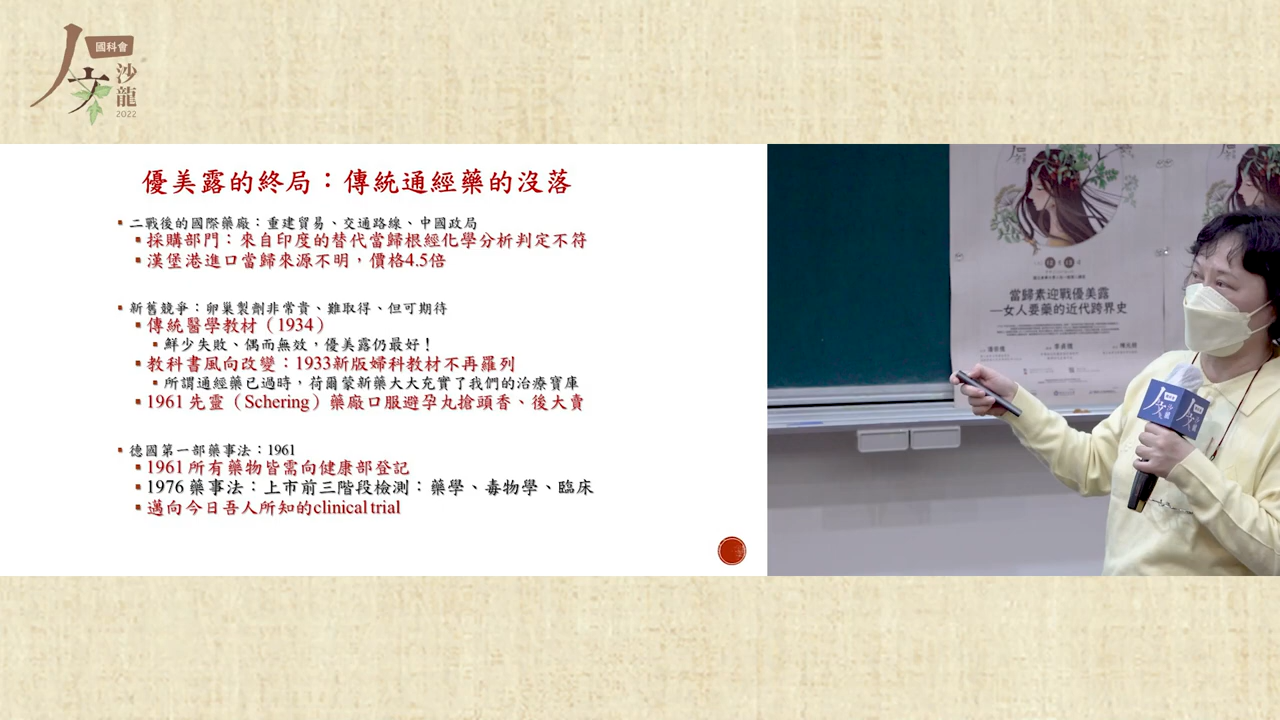 國科會
人文
沙龍
2022
優美露的終局：傳統通經藥的沒落
二戰後的國際藥廠：重建貿易、交通路線、中國政局
採購部門：來自印度的替代當歸根經化學分析判定不符
漢堡港進口當歸來源不明，價格4.5倍
新舊競爭：卵巢製劑非常貴、難取得、但可期待
傳統醫學教材（1934）
鮮少失敗、偶而無效，優美露仍最好！
教科書風向改變：1933新版婦科教材不再羅列
所謂通經藥已過時，荷爾蒙新藥大大充實了我們的治療寶庫
1961 先靈（Schering）藥廠口服避孕丸搶頭香、後大賣
德國第一部藥事法：1961
1961 所有藥物皆需向健康部登記
1976 藥事法：上市前三階段檢測：藥學、毒物學、臨床
邁向今日吾人所知的clinical trial
當歸素迎戰優美露
—女人要藥的近代跨界史
人文
沙龍